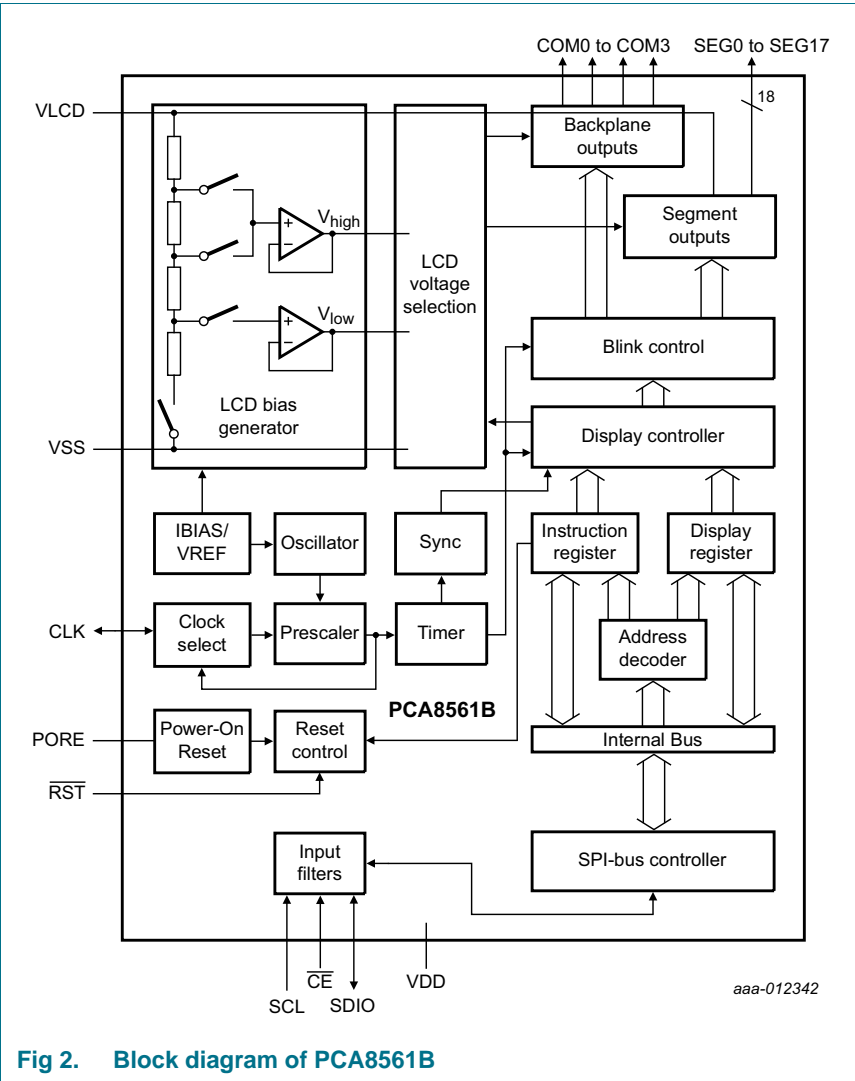 COM0 to COM3
SEG0 to SEG17
18
VLCD
Backplane
outputs
Segment
outputs
Vhigh
LCD
voltage
selection
Vlow
Blink control
LCD bias
generator
Display controller
VSS
IBIAS/
VREF
Oscillator
Sync
Instruction
register
Display
register
CLK
Clock
select
Prescaler
Timer
Address
decoder
PCA8561B
PORE
Power-On
Reset
Reset
control
Internal Bus
RST
Input
filters
SPI-bus controller
SCL
CE
SDIO
VDD
aaa-012342
Fig 2. Block diagram of PCA8561B
+
−
+
−